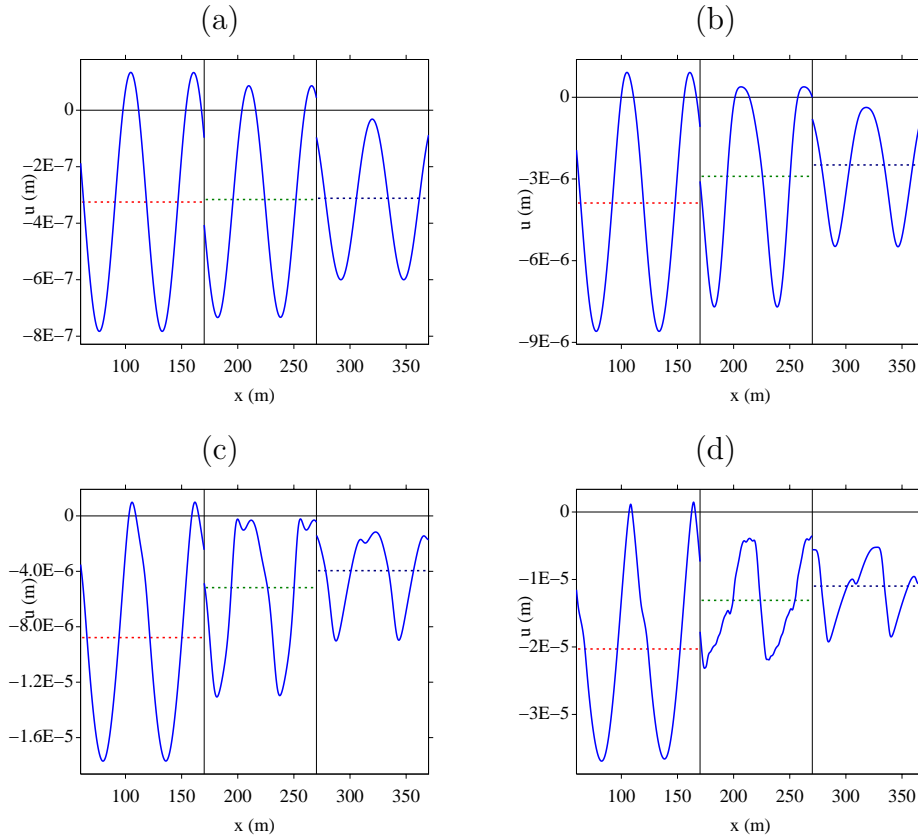 (a)
0
−2E−7
−4E−7
−6E−7
−8E−7
u (m)
100 150 200 250 300 350
x (m)
(b)
0
−3E−6
−6E−6
−9E−6
u (m)
100 150 200 250 300 350
x (m)
(c)
0
−4.0E−6
−8.0E−6
−1.2E−5
−1.6E−5
u (m)
100 150 200 250 300 350
x (m)
(d)
0
−1E−5
−2E−5
−3E−5
u (m)
100 150 200 250 300 350
x (m)